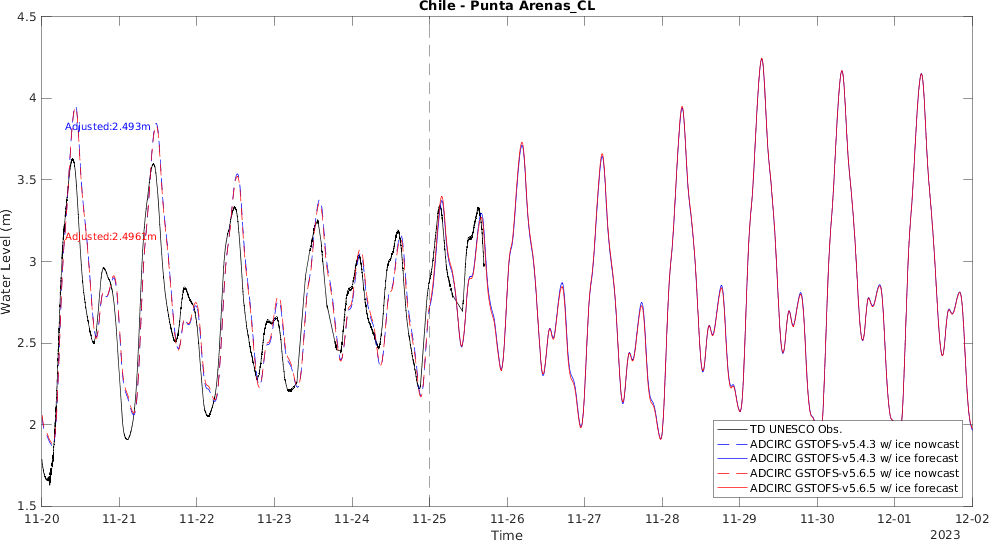 Chile - Punta Arenas_CL
4.5
4
3.5
3
2.5
2
1.5
Water Level (m)
Adjusted:2.493m
Adjusted:2.4961m
TD UNESCO Obs.
ADCIRC GSTOFS-v5.4.3 w/ ice nowcast
ADCIRC GSTOFS-v5.4.3 w/ ice forecast
ADCIRC GSTOFS-v5.6.5 w/ ice nowcast
ADCIRC GSTOFS-v5.6.5 w/ ice forecast
11-20 11-21 11-22 11-23 11-24 11-25 11-26 11-27 11-28 11-29 11-30 12-01 12-02
Time
2023